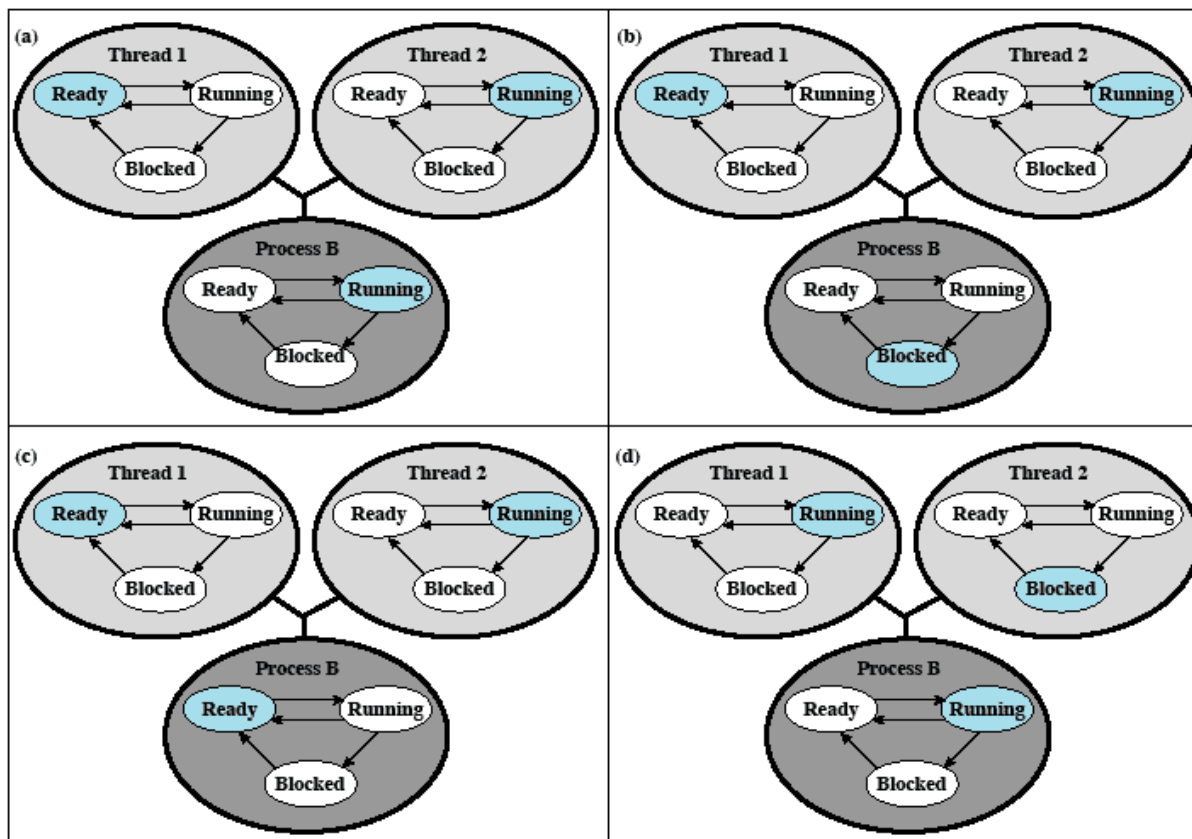 (a)
Thread 1
Ready
Running
Blocked
Thread 2
Ready
Running
Blocked
Process B
Ready
Running
Blocked
(b)
Thread 1
Ready
Running
Blocked
Thread 2
Ready
Running
Blocked
Process B
Ready
Running
Blocked
(c)
Thread 1
Ready
Running
Blocked
Thread 2
Ready
Running
Blocked
Process B
Ready
Running
Blocked
(d)
Thread 1
Ready
Running
Blocked
Thread 2
Ready
Running
Blocked
Process B
Ready
Running
Blocked